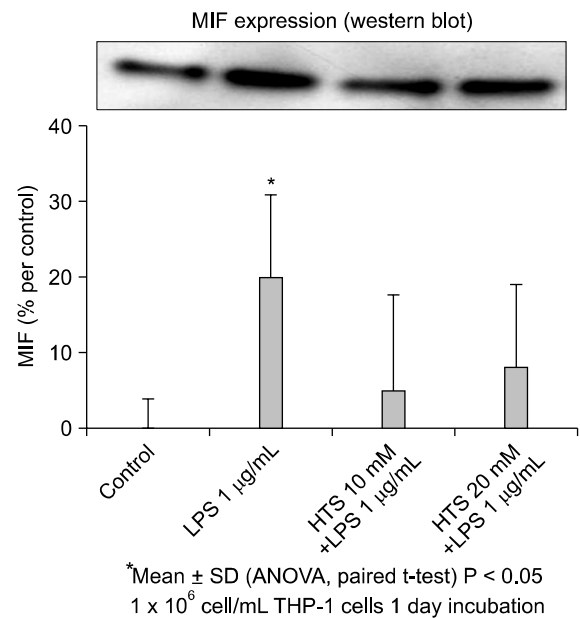 MIF expression (western blot)
40
30
20
10
0
MIF (% per control)
*
Control
LPS 1 µg/mL
HTS 10 mM
+LPS 1 µg/mL
HTS 20 mM
+LPS 1 µg/mL
*Mean ± SD (ANOVA, paired t-test) P < 0.05
1 x 10⁶ cell/mL THP-1 cells 1 day incubation